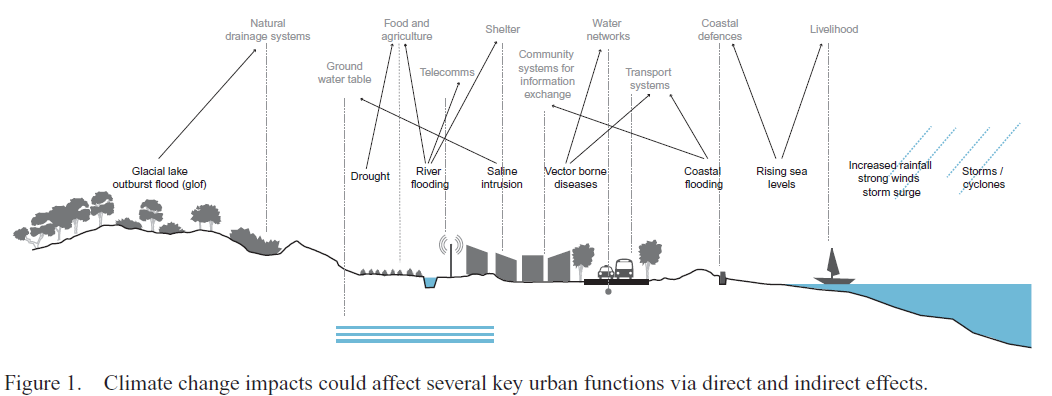 Natural
drainage systems
Food and
agriculture
Shelter
Water
networks
Coastal
defences
Livelihood
Ground
water table
Telecomms
Community
systems for
information
exchange
Transport
systems
Glacial lake
outburst flood (glof)
Drought
River
flooding
Saline
intrusion
Vector borne
diseases
Coastal
flooding
Rising sea
levels
Increased rainfall
strong winds
storm surge
Storms /
cyclones
Figure 1. Climate change impacts could affect several key urban functions via direct and indirect effects.